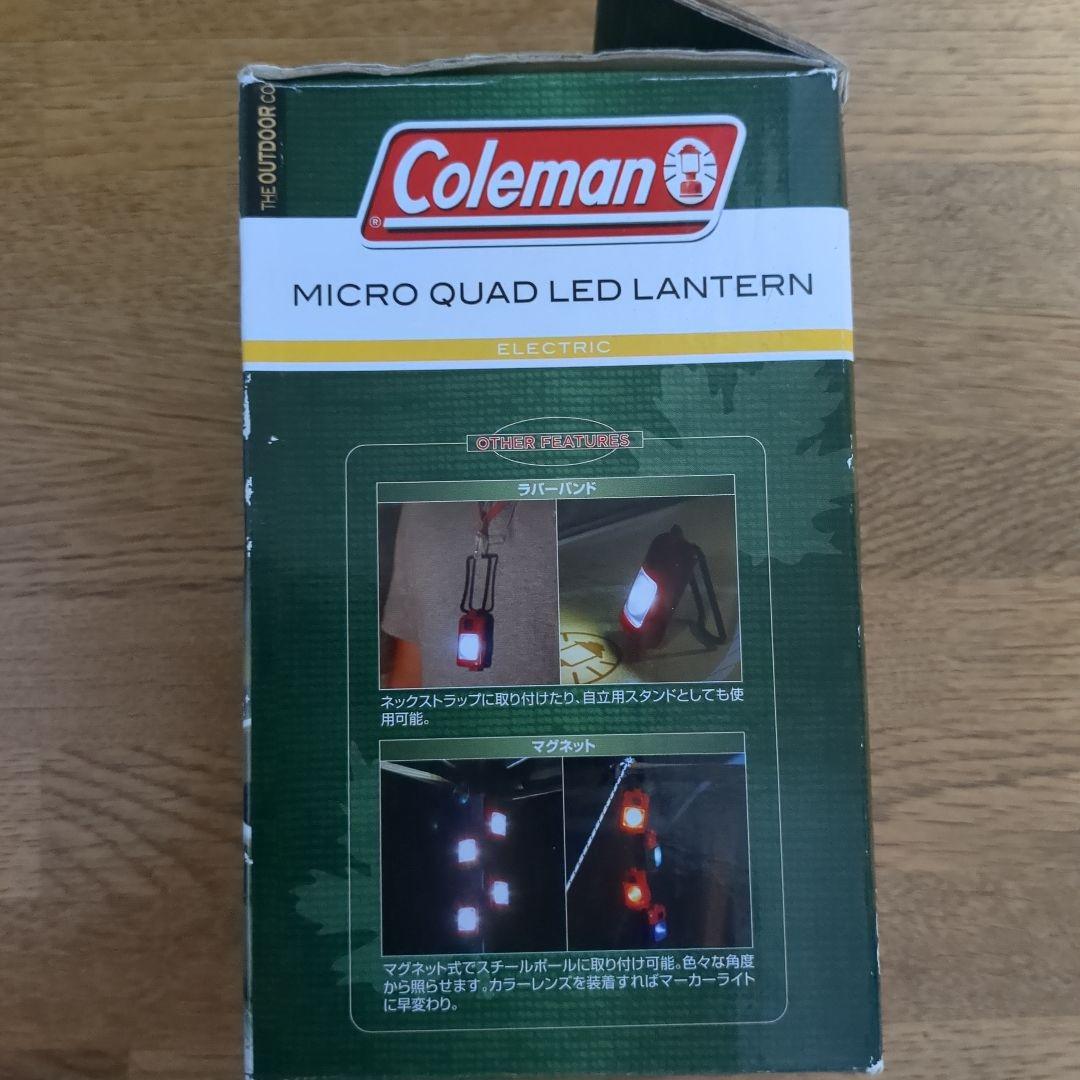 THE OUTDOOR CO
Coleman
®
MICRO QUAD LED LANTERN
ELECTRIC
OTHER FEATURES
ラバーバンド
ネックストラップに取り付けたり、自立用スタンドとしても使
用可能。
マグネット
マグネット式でスチールポールに取り付け可能。色々な角度
から照らせます。カラーレンズを装着すればマーカーライト
に早変わり。